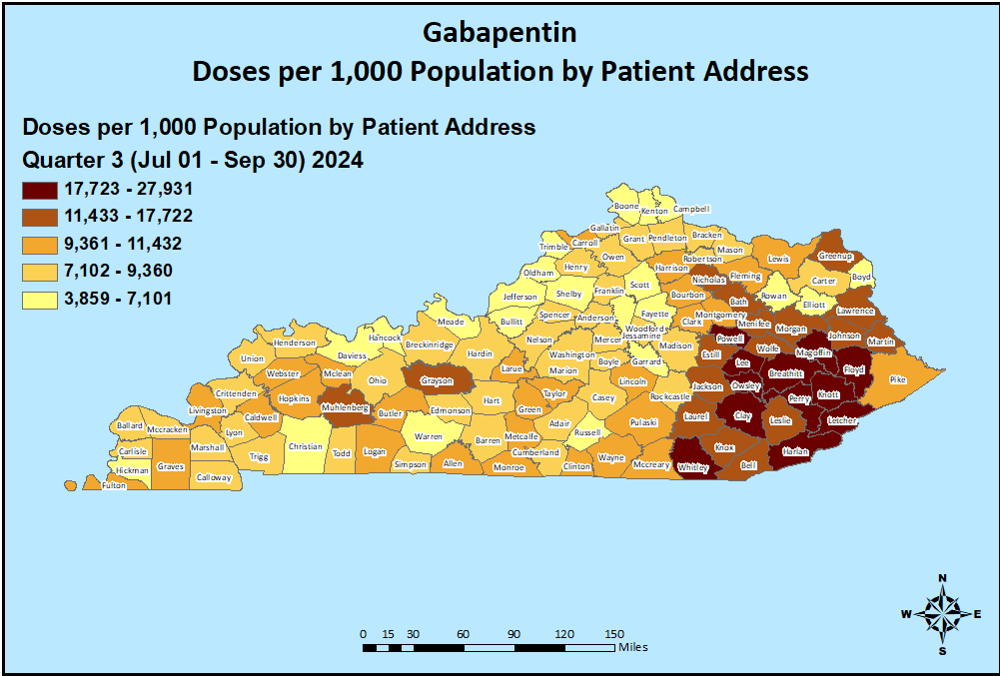 Gabapentin
Doses per 1,000 Population by Patient Address
Doses per 1,000 Population by Patient Address
Quarter 3 (Jul 01 - Sep 30) 2024
17,723 - 27,931
11,433 - 17,722
9,361 - 11,432
7,102 - 9,360
3,859 - 7,101
Boone
Kenton
Campbell
Gallatin
Trimble
Carroll
Grant
Pendleton
Bracken
Mason
Owen
Robertson
Lewis
Greenup
Oldham
Henry
Harrison
Nicholas
Fleming
Carter
Boyd
Jefferson
Shelby
Franklin
Scott
Bourbon
Rowan
Elliott
Bath
Lawrence
Bullitt
Spencer
Anderson
Fayette
Woodford
Clark
Montgomery
Menifee
Morgan
Johnson
Martin
Meade
Nelson
Mercer
Jessamine
Madison
Powell
Wolfe
Magoffin
Hancock
Breckinridge
Hardin
Washington
Boyle
Garrard
Estill
Lee
Breathitt
Floyd
Pike
Henderson
Daviess
Union
Webster
Mclean
Ohio
Grayson
Larue
Marion
Lincoln
Jackson
Owsley
Perry
Knott
Crittenden
Hopkins
Muhlenberg
Butler
Edmonson
Hart
Green
Taylor
Casey
Rockcastle
Laurel
Clay
Leslie
Letcher
Livingston
Caldwell
Lyon
Adair
Russell
Pulaski
Ballard
Mccracken
Carlisle
Marshall
Trigg
Christian
Todd
Logan
Warren
Barren
Metcalfe
Cumberland
Wayne
Mccreary
Whitley
Knox
Bell
Harlan
Hickman
Graves
Calloway
Simpson
Allen
Monroe
Clinton
Fulton
N
W
E
S
0 15 30 60 90 120 150
Miles